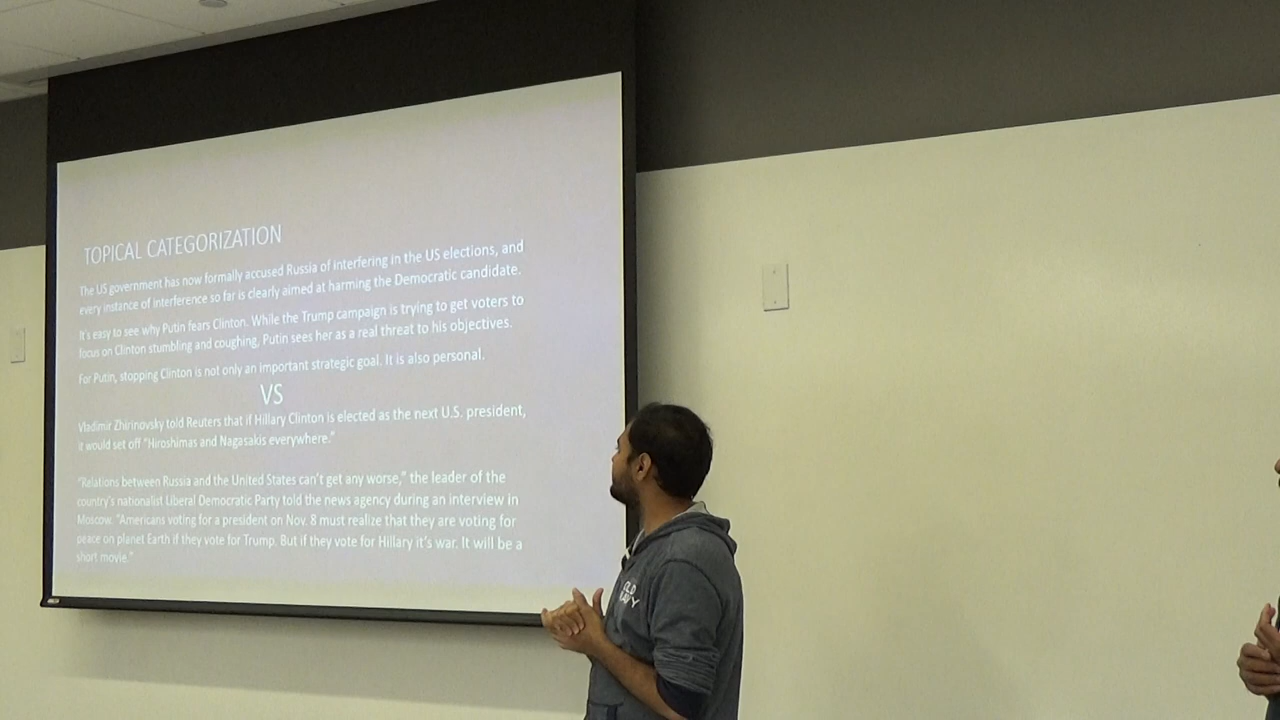 TOPICAL CATEGORIZATION
The US government has now formally accused Russia of interfering in the US elections, and
every instance of interference so far is clearly aimed at harming the Democratic candidate.
It's easy to see why Putin fears Clinton. While the Trump campaign is trying to get voters to
focus on Clinton stumbling and coughing, Putin sees her as a real threat to his objectives.
For Putin, stopping Clinton is not only an important strategic goal. It is also personal.
VS
Vladimir Zhirinovsky told Reuters that if Hillary Clinton is elected as the next U.S. president,
it would set off “Hiroshimas and Nagasakis everywhere.”
“Relations between Russia and the United States can't get any worse,” the leader of the
country's nationalist Liberal Democratic Party told the news agency during an interview in
Moscow. “Americans voting for a president on Nov. 8 must realize that they are voting for
peace on planet Earth if they vote for Trump. But if they vote for Hillary it's war. It will be a
short movie.”
OLD
NAVY